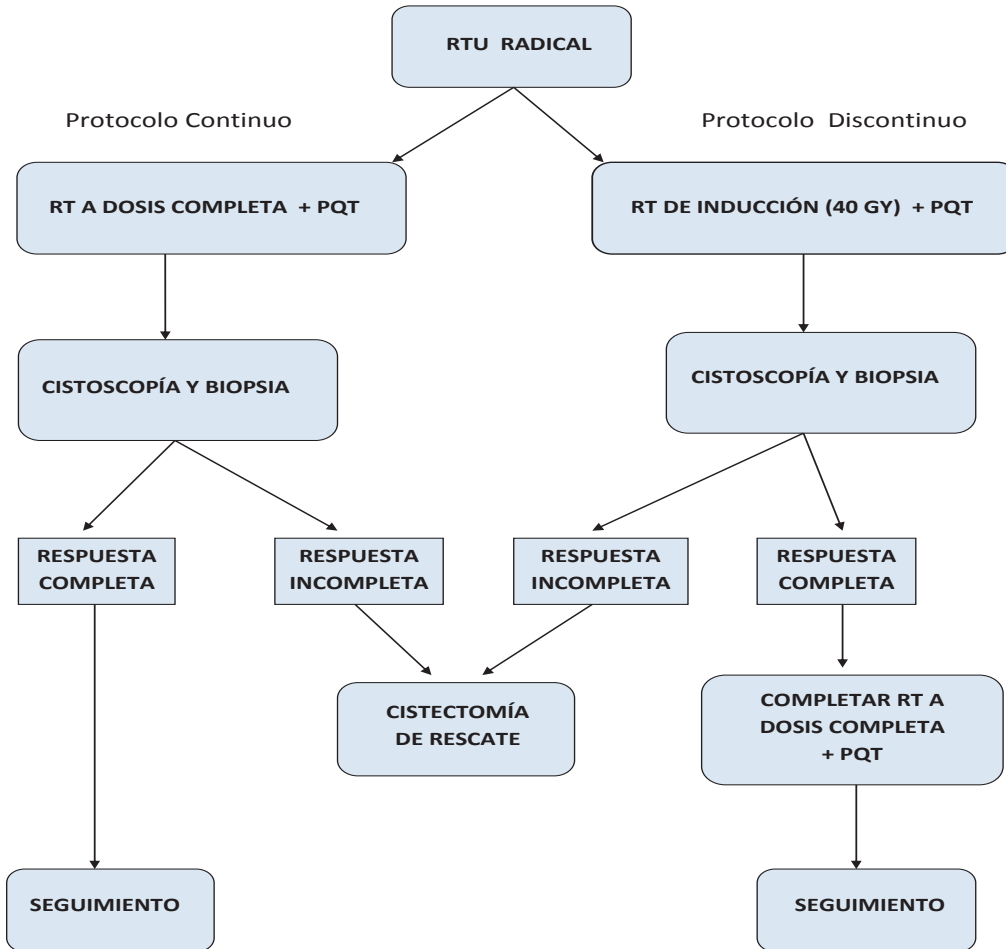 RTU RADICAL
Protocolo Continuo
Protocolo Discontinuo
RT A DOSIS COMPLETA + PQT
RT DE INDUCCIÓN (40 GY) + PQT
CISTOSCOPÍA Y BIOPSIA
CISTOSCOPÍA Y BIOPSIA
RESPUESTA
COMPLETA
RESPUESTA
INCOMPLETA
RESPUESTA
INCOMPLETA
RESPUESTA
COMPLETA
CISTECTOMÍA
DE RESCATE
COMPLETAR RT A
DOSIS COMPLETA
+ PQT
SEGUIMIENTO
SEGUIMIENTO